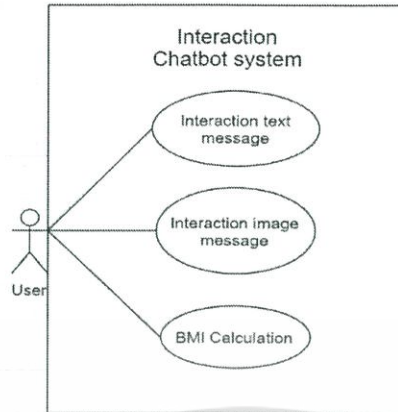 Interaction
Chatbot system
Interaction text
message
Interaction image
message
User
BMI Calculation